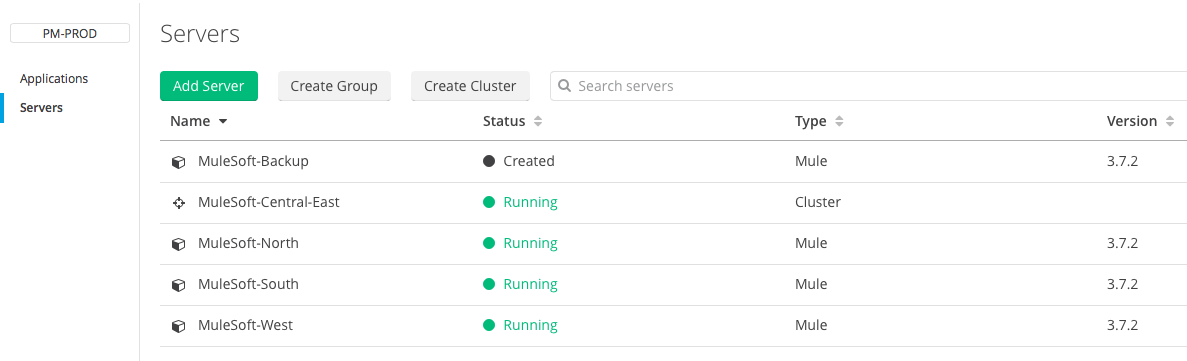 PM-PROD
Applications
Servers
Servers
Add Server Create Group Create Cluster Search servers
Name Status Type Version
MuleSoft-Backup Created Mule 3.7.2
MuleSoft-Central-East Running Cluster
MuleSoft-North Running Mule 3.7.2
MuleSoft-South Running Mule 3.7.2
MuleSoft-West Running Mule 3.7.2